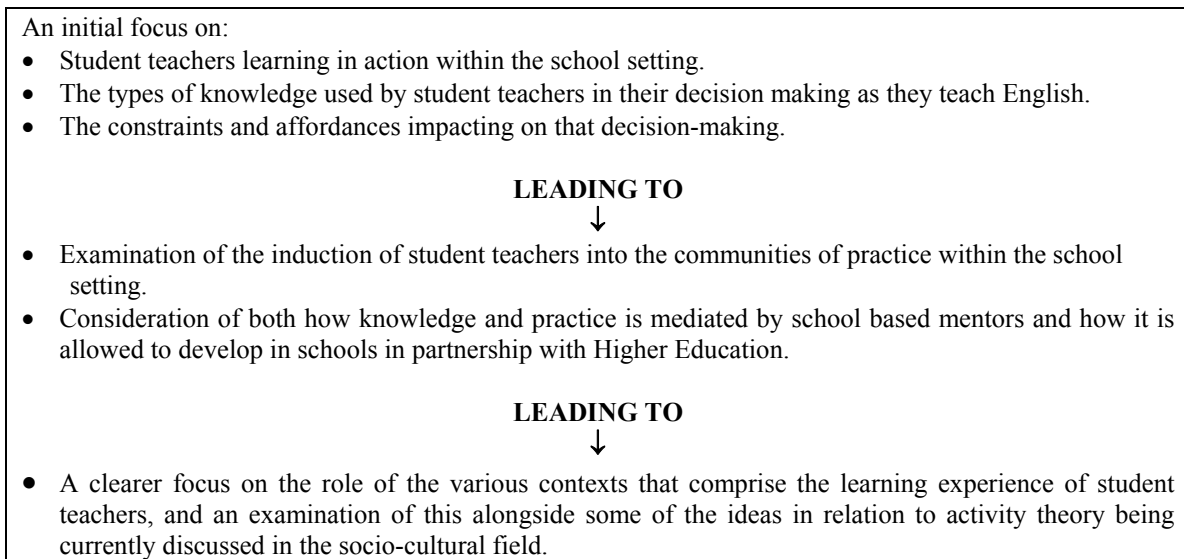 An initial focus on:
• Student teachers learning in action within the school setting.
• The types of knowledge used by student teachers in their decision making as they teach English.
• The constraints and affordances impacting on that decision-making.
LEADING TO
↓
• Examination of the induction of student teachers into the communities of practice within the school
setting.
• Consideration of both how knowledge and practice is mediated by school based mentors and how it is
allowed to develop in schools in partnership with Higher Education.
LEADING TO
↓
• A clearer focus on the role of the various contexts that comprise the learning experience of student
teachers, and an examination of this alongside some of the ideas in relation to activity theory being
currently discussed in the socio-cultural field.